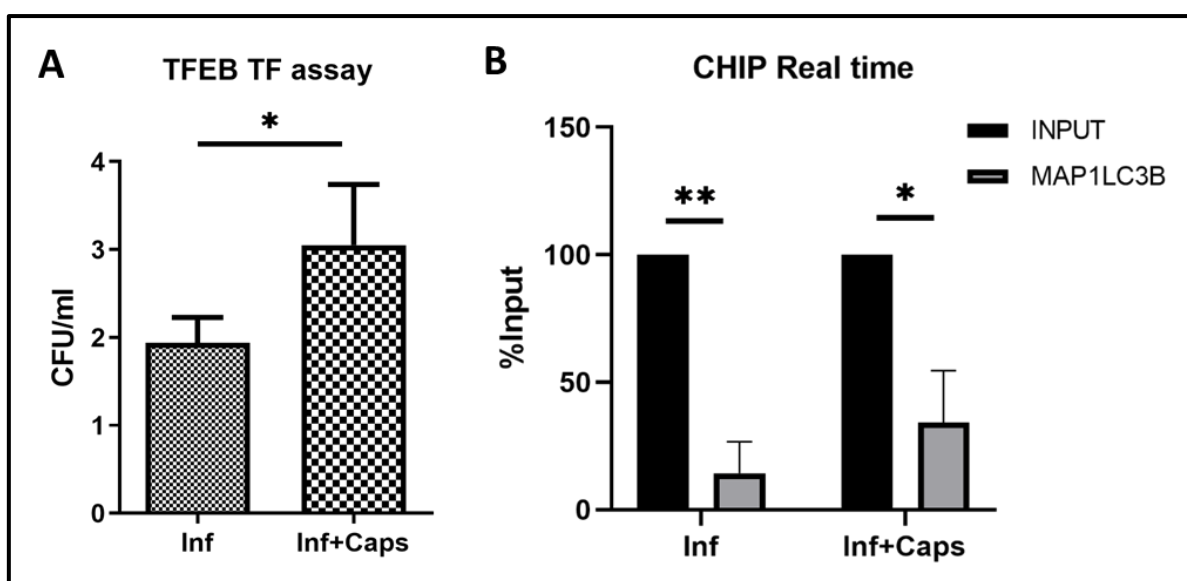 A
TFEB TF assay
*
CFU/ml
4
3
2
1
0
Inf
Inf+Caps
B
CHIP Real time
INPUT
MAP1LC3B
**
*
%Input
150
100
50
0
Inf
Inf+Caps